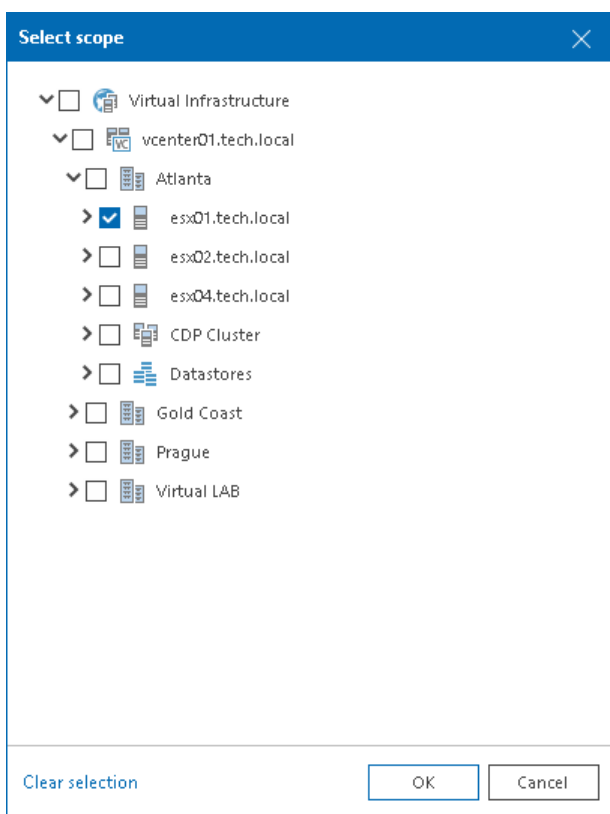 Select scope
Virtual Infrastructure
VC vcenter01.tech.local
Atlanta
esx01.tech.local
esx02.tech.local
esx04.tech.local
CDP Cluster
Datastores
Gold Coast
Prague
Virtual LAB
Clear selection OK Cancel